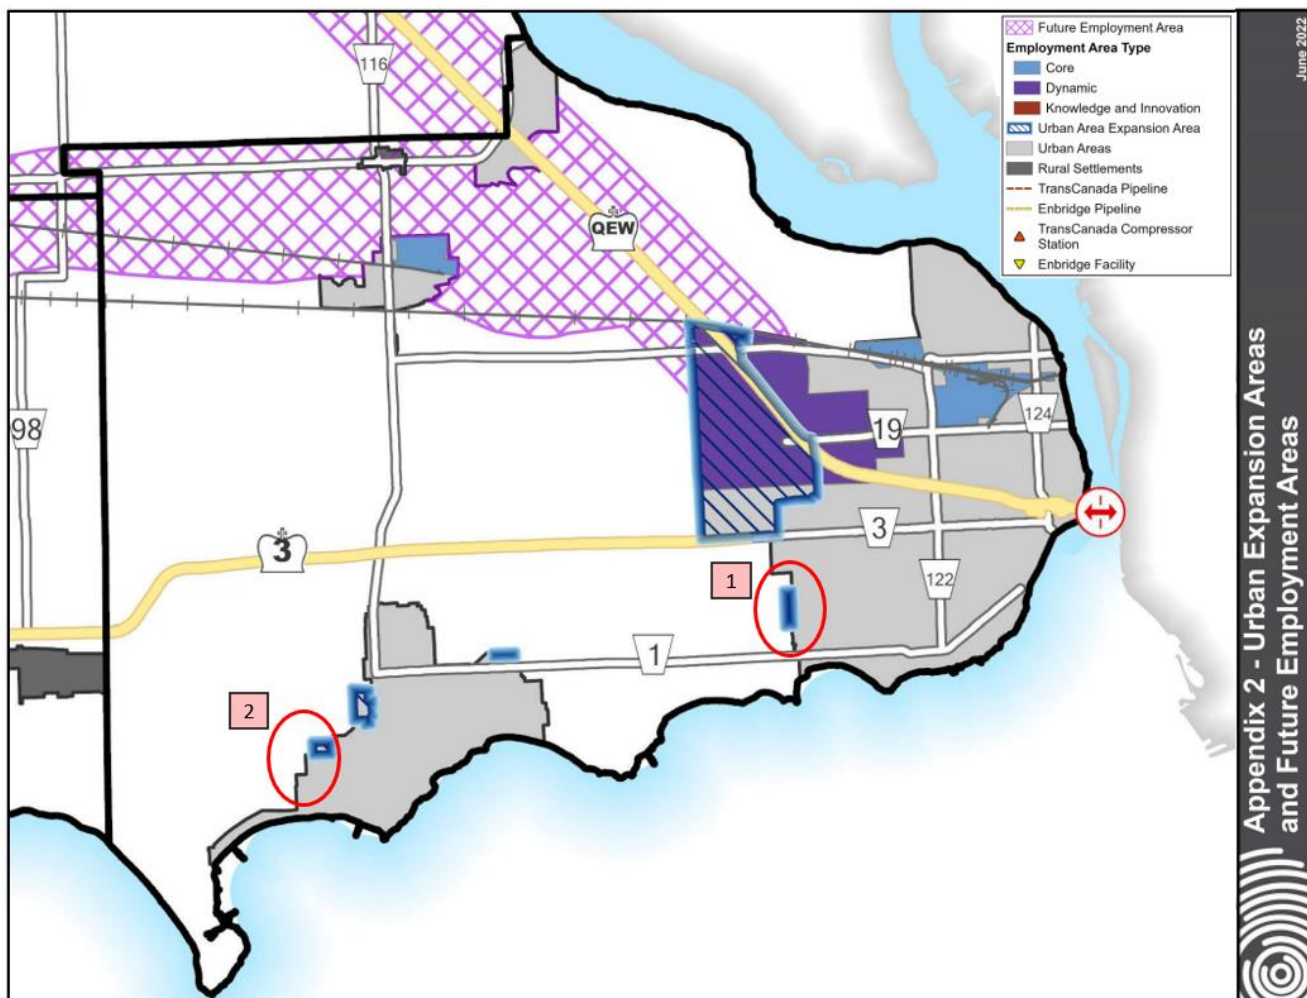 June 2022
Future Employment Area
Employment Area Type
Core
Dynamic
Knowledge and Innovation
Urban Area Expansion Area
Urban Areas
Rural Settlements
TransCanada Pipeline
Enbridge Pipeline
TransCanada Compressor
Station
Enbridge Facility
116
QEW
98
19
124
3
3
122
1
1
2
Appendix 2 - Urban Expansion Areas
and Future Employment Areas